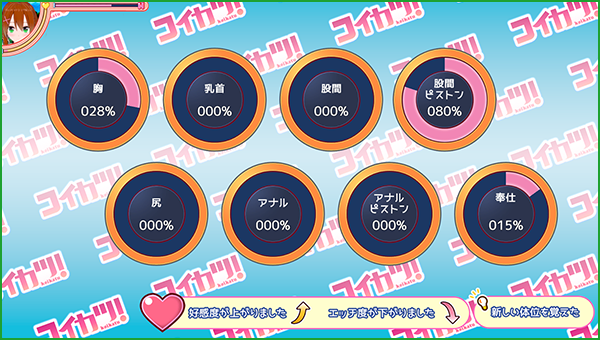 コイカツ!
koikatu
胸
028%
乳首
000%
股間
000%
股間
ピストン
080%
尻
000%
アナル
000%
アナル
ピストン
000%
奉仕
015%
好感度が上がりました
エッチ度が下がりました
新しい体位を覚えた